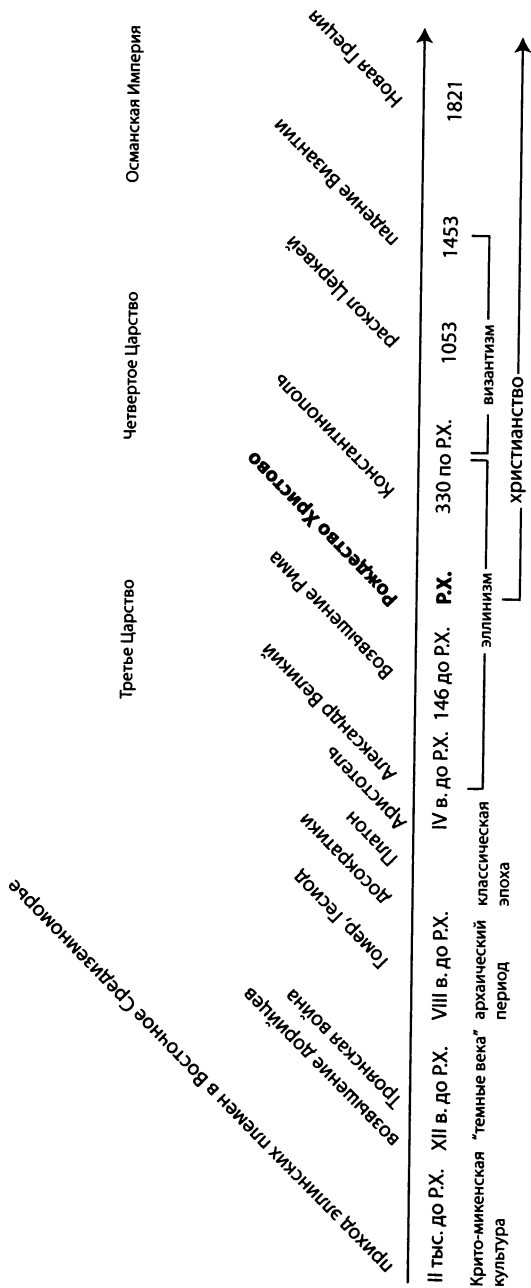 Третье Царство
Четвертое Царство
Османская Империя
приход эллинских племен в Восточное Средиземноморье
возвышение дорийцев
Троянская война
Гомер, Гесиод
досократики
Платон
Аристотель
Александр Великий
Возвышение Рима
Рождество Христово
Константинополь
раскол Церквей
падение Византии
Новая Греция
II тыс. до Р.Х. XII в. до Р.Х. VIII в. до Р.Х. IV в. до Р.Х. 146 до Р.Х. Р.Х. 330 по Р.Х. 1053 1453 1821
Крито-микенская культура
"темные века"
архаический период
классическая эпоха
эллинизм
византизм
христианство